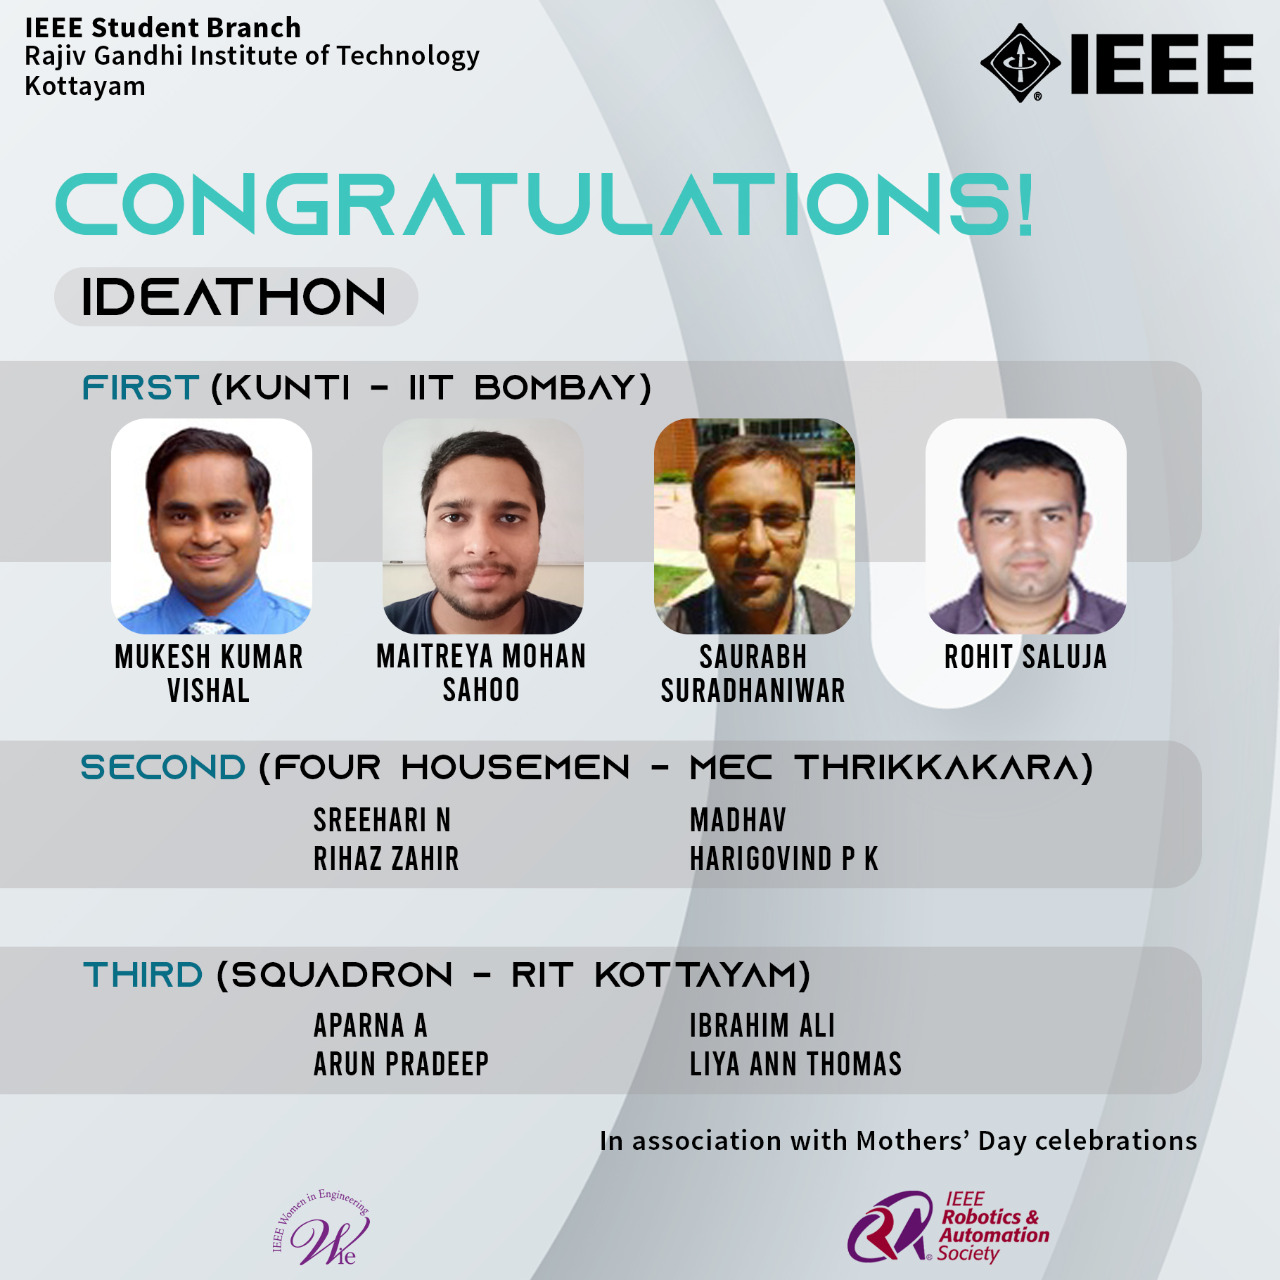 IEEE Student Branch
Rajiv Gandhi Institute of Technology
Kottayam
IEEE
®
CONGRATULATIONS!
IDEATHON
FIRST (KUNTI - IIT BOMBAY)
MUKESH KUMAR
VISHAL
MAITREYA MOHAN
SAHOO
SAURABH
SURADHANIWAR
ROHIT SALUJA
SECOND (FOUR HOUSEMEN - MEC THRIKKAKARA)
SREEHARI N
RIHAZ ZAHIR
MADHAV
HARIGOVIND P K
THIRD (SQUADRON - RIT KOTTAYAM)
APARNA A
ARUN PRADEEP
IBRAHIM ALI
LIYA ANN THOMAS
In association with Mothers’ Day celebrations
IEEE Women in Engineering
Wie
RA®
IEEE
Robotics &
Automation
Society